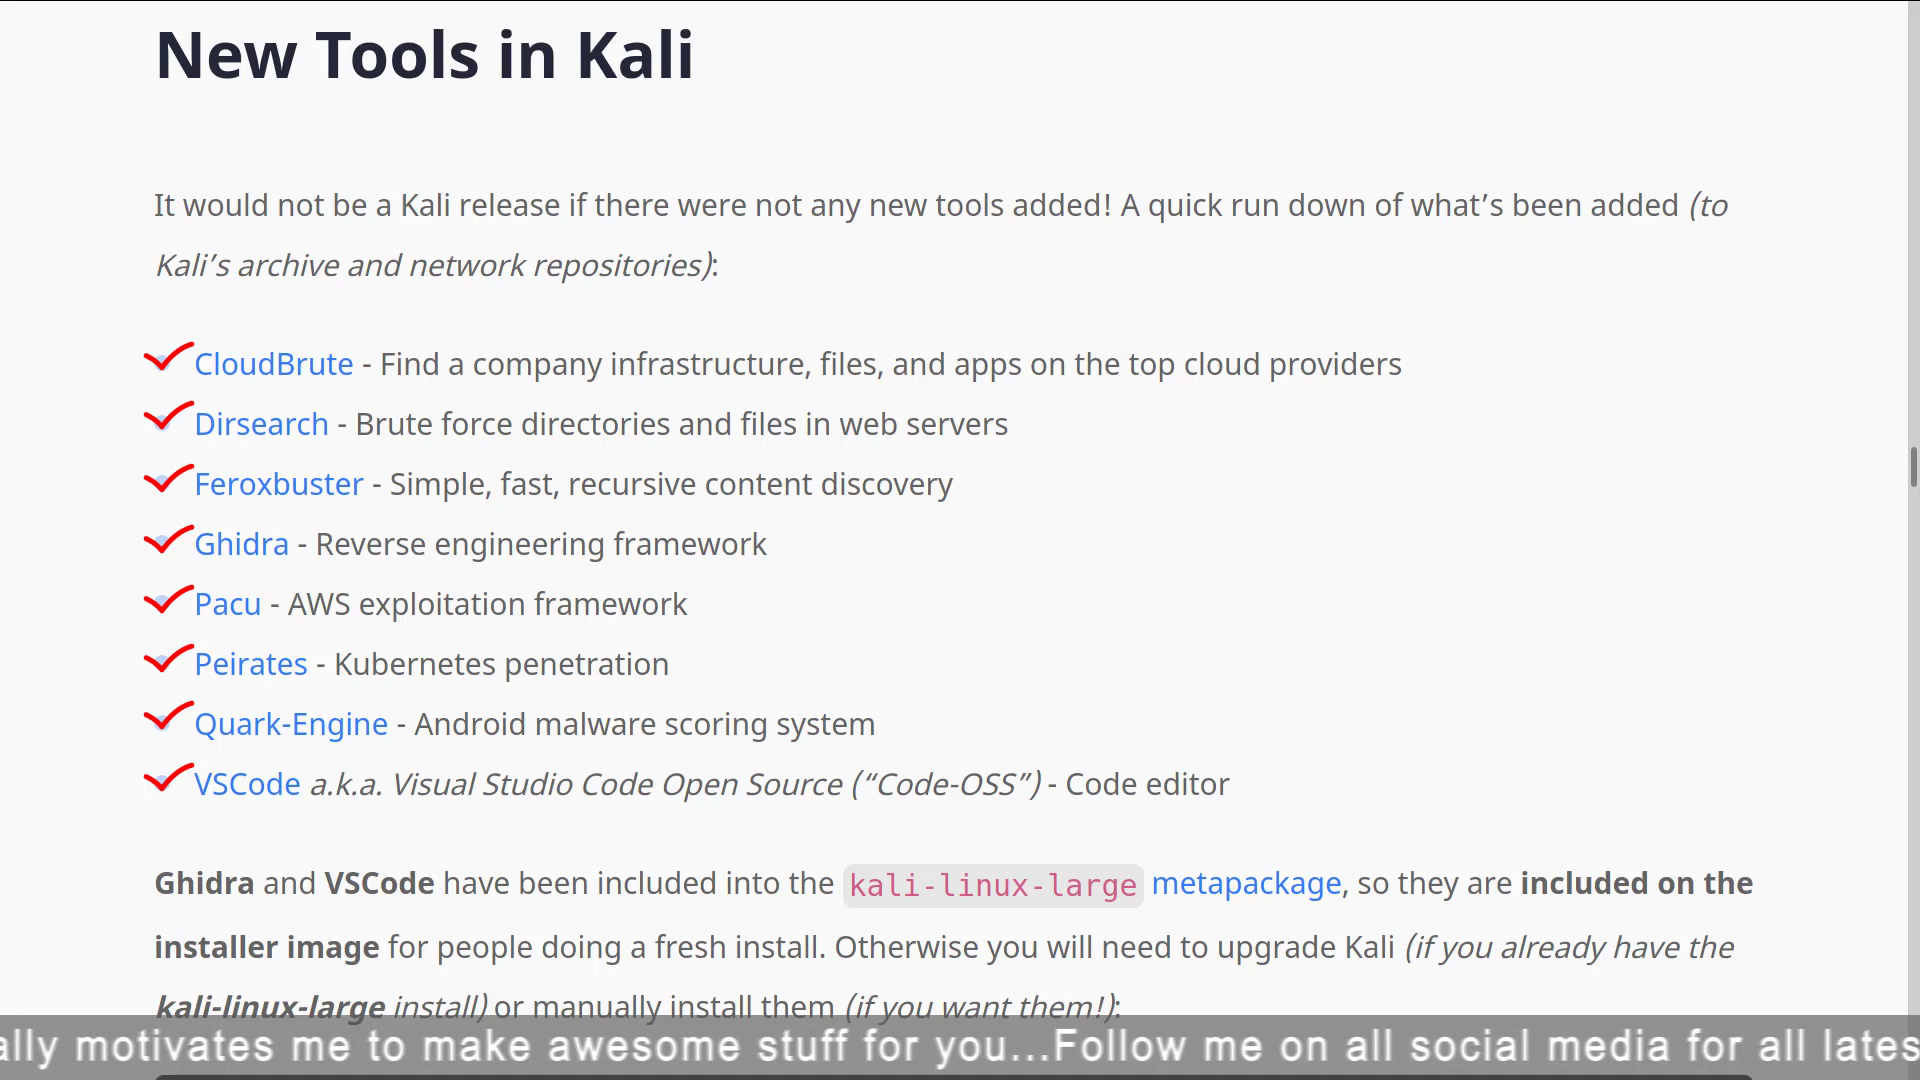 New Tools in Kali
It would not be a Kali release if there were not any new tools added! A quick run down of what’s been added (to
Kali’s archive and network repositories):
CloudBrute - Find a company infrastructure, files, and apps on the top cloud providers
Dirsearch - Brute force directories and files in web servers
Feroxbuster - Simple, fast, recursive content discovery
Ghidra - Reverse engineering framework
Pacu - AWS exploitation framework
Peirates - Kubernetes penetration
Quark-Engine - Android malware scoring system
VSCode a.k.a. Visual Studio Code Open Source (“Code-OSS”) - Code editor
Ghidra and VSCode have been included into the kali-linux-large metapackage, so they are included on the
installer image for people doing a fresh install. Otherwise you will need to upgrade Kali (if you already have the
kali-linux-large install) or manually install them (if you want them!):
ally motivates me to make awesome stuff for you...Follow me on all social media for all lates